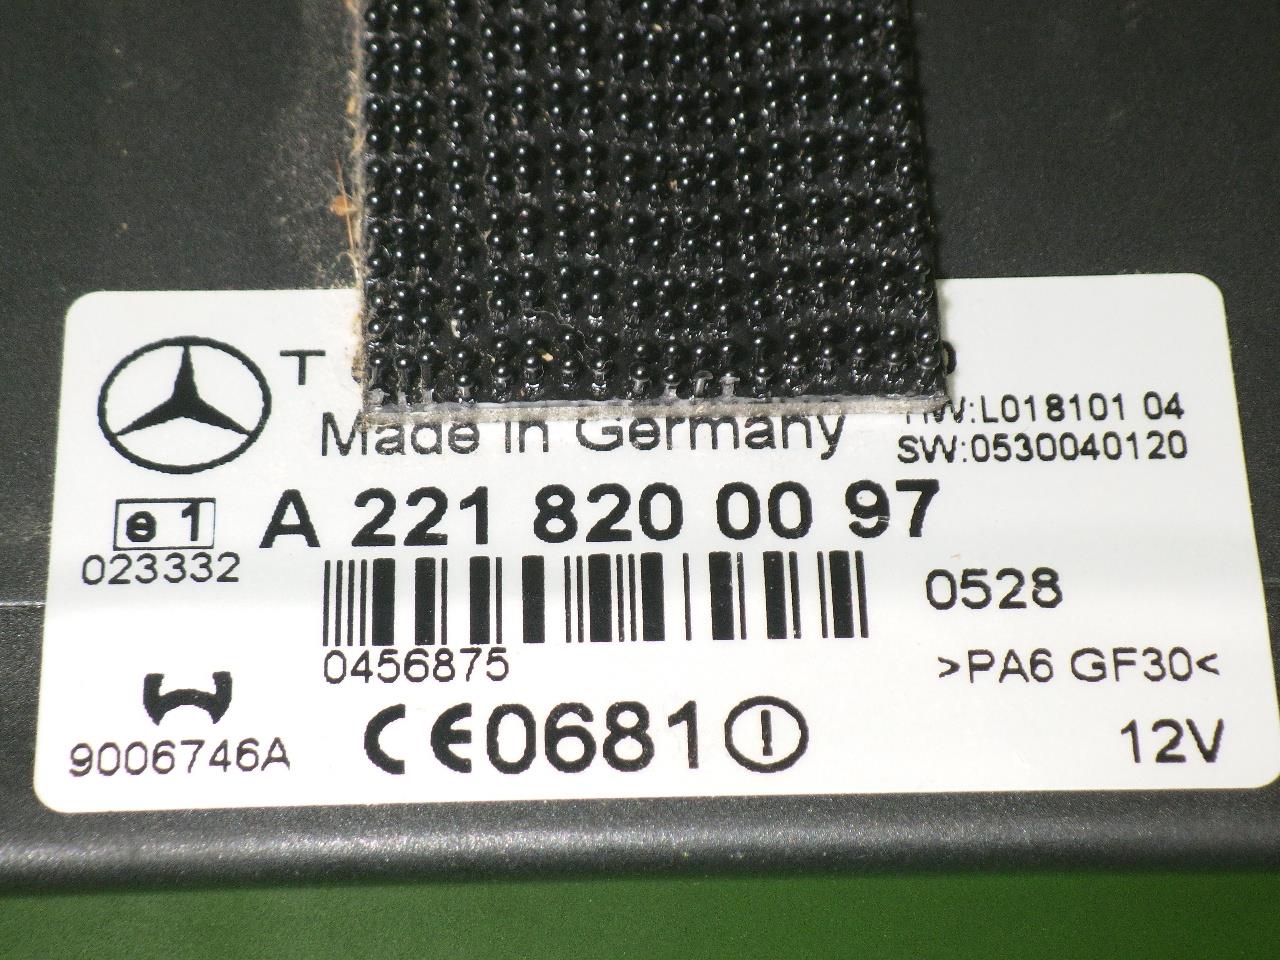 T
Made in Germany
HW:L018101 04
SW:0530040120
e1
A 221 820 00 97
023332
0528
0456875
>PA6 GF30<
9006746A
CE0681
12V